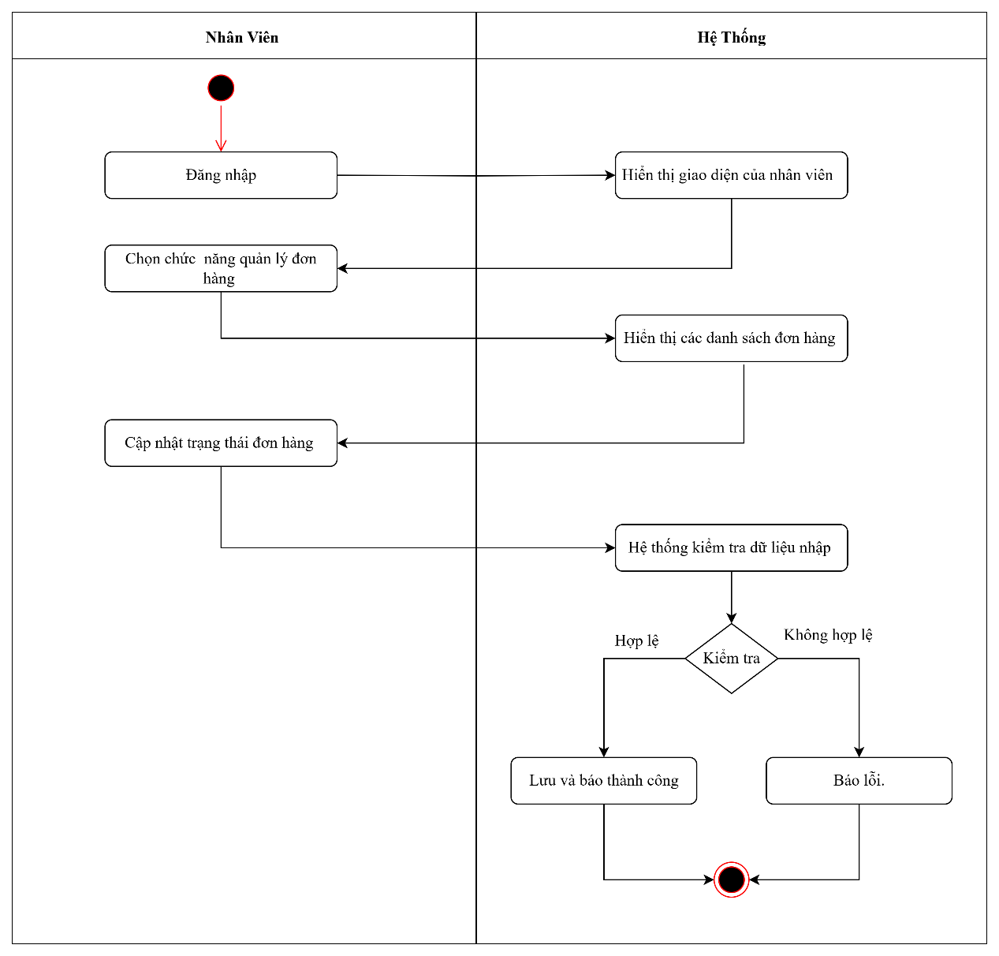 Nhân Viên
Hệ Thống
Đăng nhập
Hiển thị giao diện của nhân viên
Chọn chức năng quản lý đơn
hàng
Hiển thị các danh sách đơn hàng
Cập nhật trạng thái đơn hàng
Hệ thống kiểm tra dữ liệu nhập
Hợp lệ
Không hợp lệ
Kiểm tra
Lưu và báo thành công
Báo lỗi.